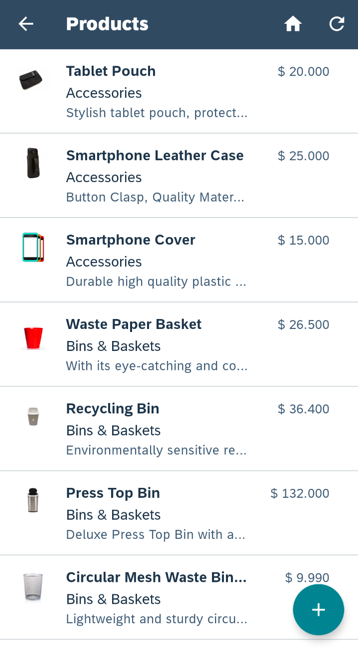 Products
Tablet Pouch $ 20.000
Accessories
Stylish tablet pouch, protect...
Smartphone Leather Case $ 25.000
Accessories
Button Clasp, Quality Mater...
Smartphone Cover $ 15.000
Accessories
Durable high quality plastic ...
Waste Paper Basket $ 26.500
Bins & Baskets
With its eye-catching and co...
Recycling Bin $ 36.400
Bins & Baskets
Environmentally sensitive re...
Press Top Bin $ 132.000
Bins & Baskets
Deluxe Press Top Bin with a...
Circular Mesh Waste Bin... $ 9.990
Bins & Baskets
Lightweight and sturdy circu...